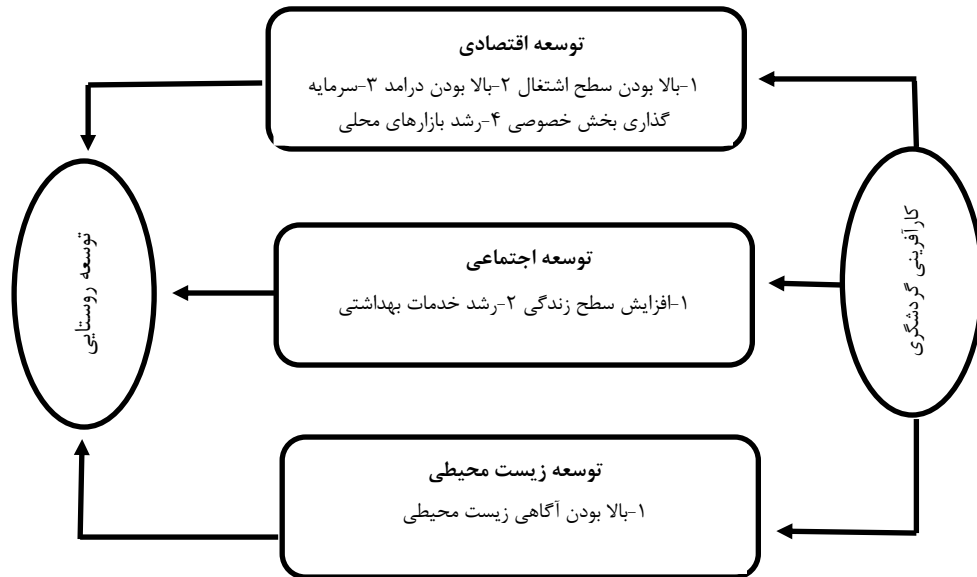 توسعه اقتصادی
۱-بالا بودن سطح اشتغال ۲-بالا بودن درامد ۳-سرمایه
گذاری بخش خصوصی ۴-رشد بازارهای محلی
کارآفرینی گردشگری
توسعه اجتماعی
۱-افزایش سطح زندگی ۲-رشد خدمات بهداشتی
توسعه روستایی
توسعه زیست محیطی
۱-بالا بودن آگاهی زیست محیطی